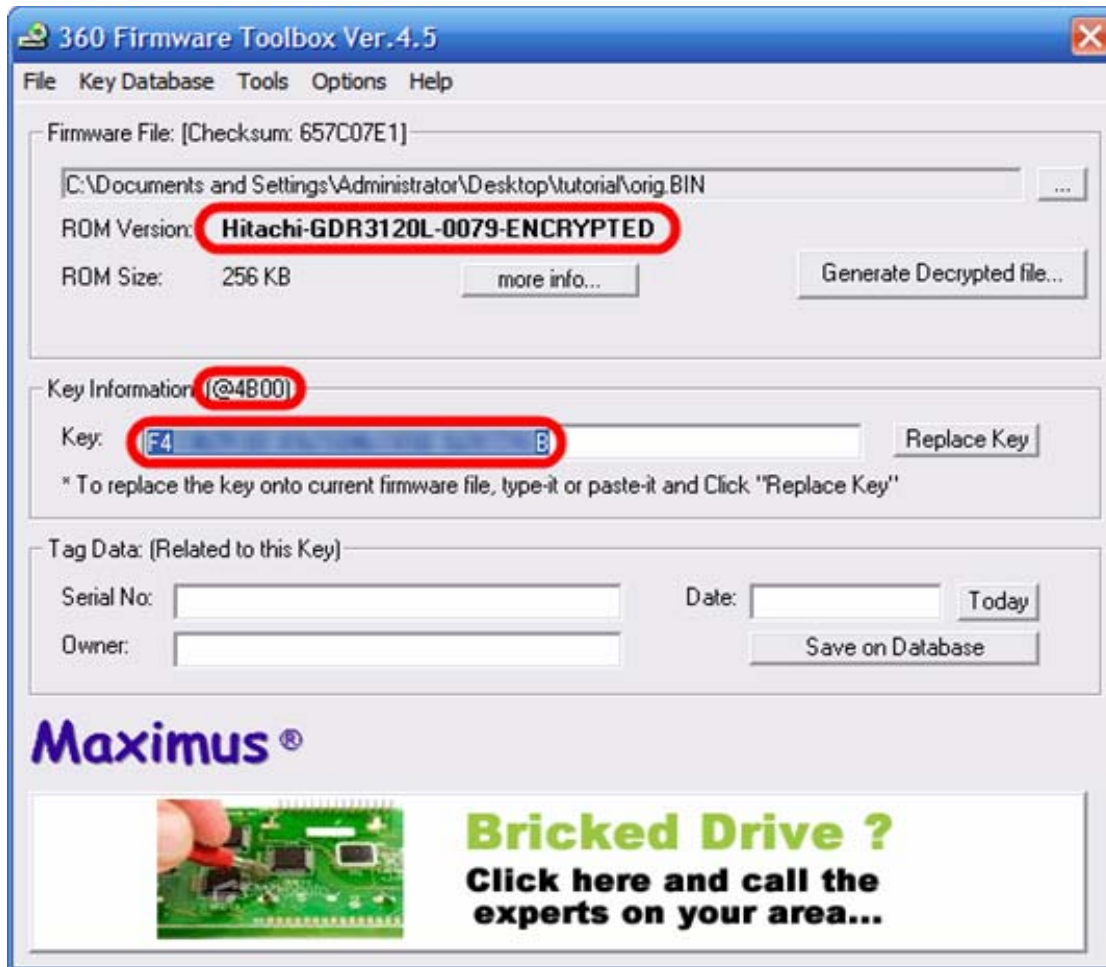 360 Firmware Toolbox Ver.4.5
File Key Database Tools Options Help
Firmware File: [Checksum: 657C07E1]
C:\Documents and Settings\Administrator\Desktop\tutorial\orig.BIN ...
ROM Version: Hitachi-GDR3120L-0079-ENCRYPTED
ROM Size: 256 KB more info... Generate Decrypted file...
Key Information (@4B00)
Key: F4 B Replace Key
* To replace the key onto current firmware file, type-it or paste-it and Click "Replace Key"
Tag Data: (Related to this Key)
Serial No: Date: Today
Owner: Save on Database
Maximus ®
Bricked Drive ?
Click here and call the
experts on your area...